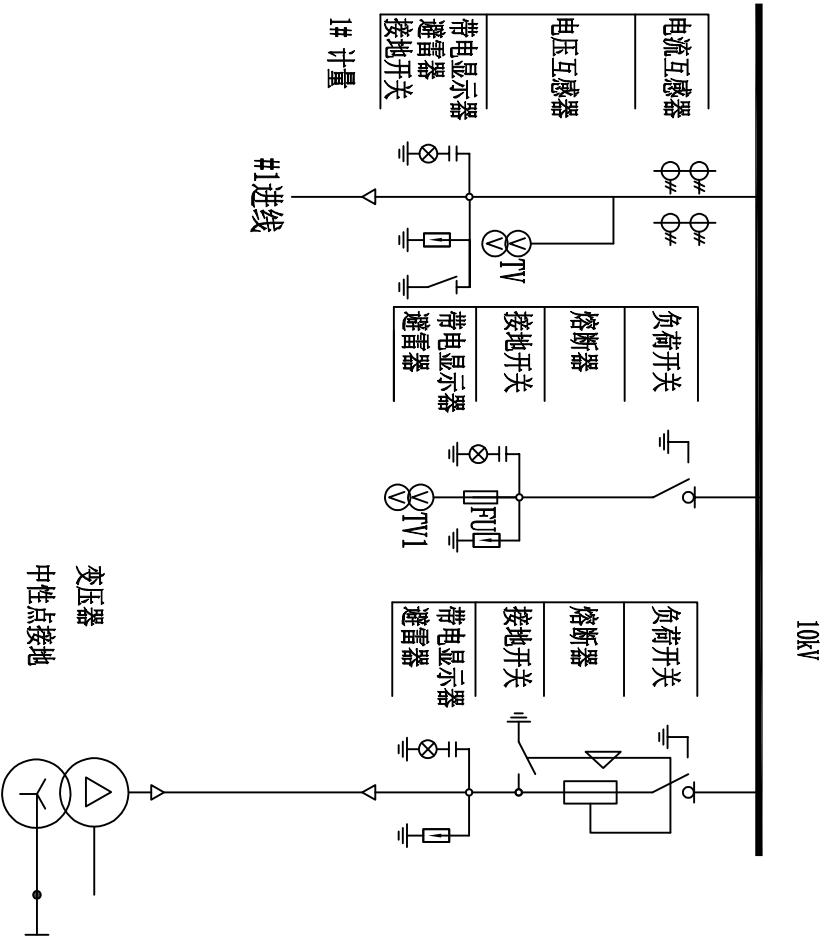 10kV
电流互感器
电压互感器
带电显示器
避雷器
接地开关
1# 计量
TV
#1进线
负荷开关
熔断器
接地开关
带电显示器
避雷器
FU
TV1
负荷开关
熔断器
接地开关
带电显示器
避雷器
变压器
中性点接地